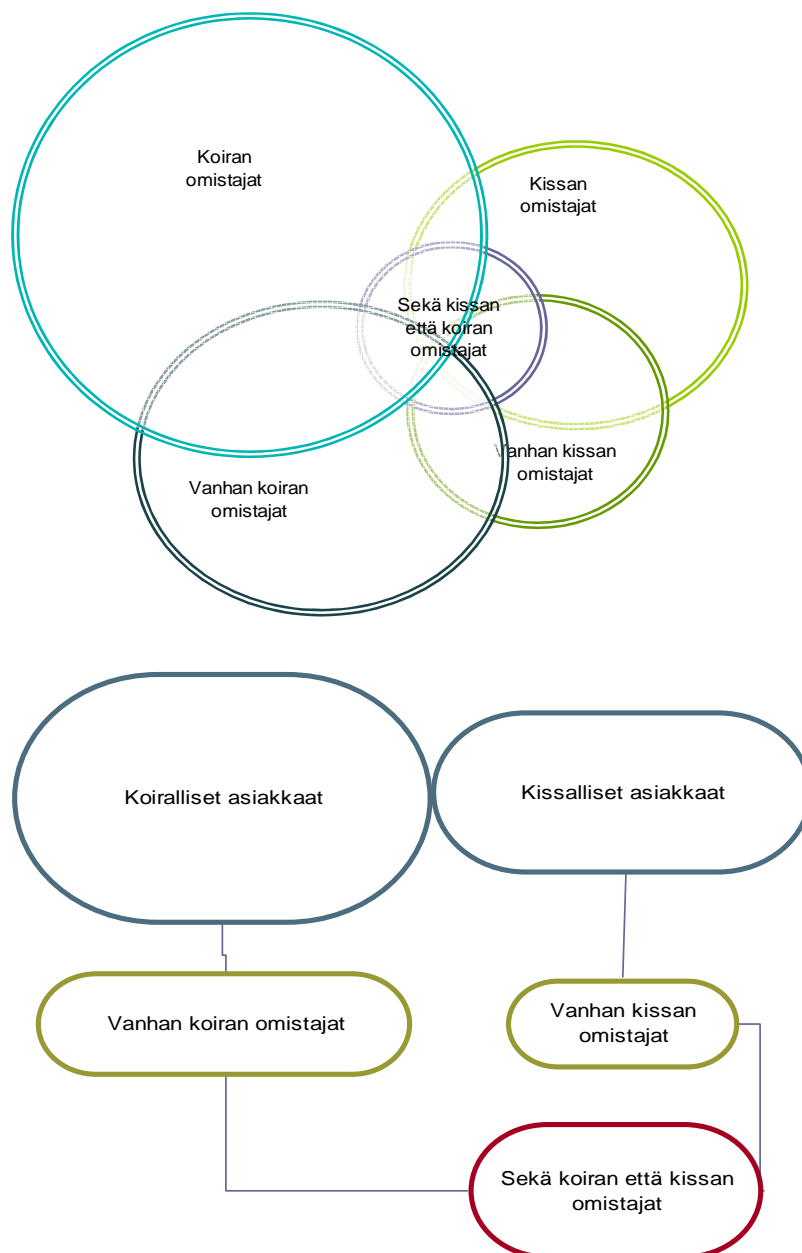 Koiran
omistajat
Kissan
omistajat
Sekä kissan
että koiran
omistajat
Vanhan kissan
omistajat
Vanhan koiran
omistajat
Koiralliset asiakkaat
Kissalliset asiakkaat
Vanhan koiran omistajat
Vanhan kissan
omistajat
Sekä koiran että kissan
omistajat